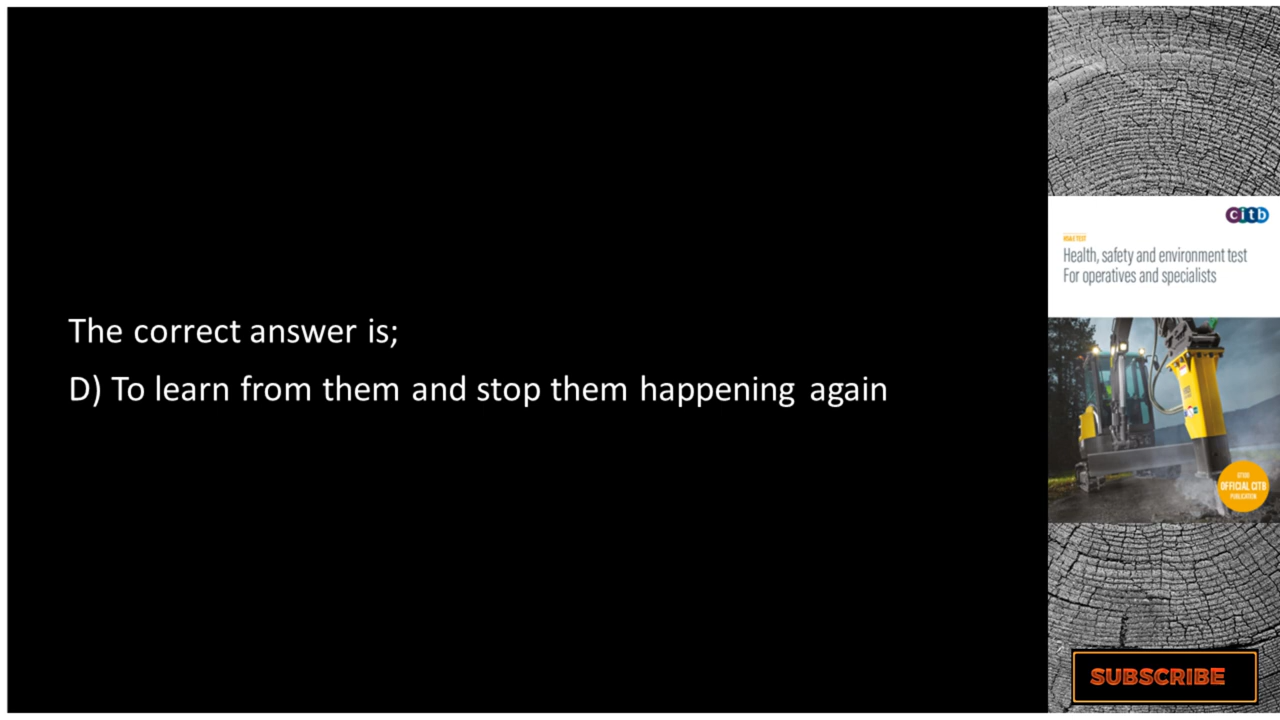 The correct answer is;
D) To learn from them and stop them happening again
citb
Health, safety and environment test
For operatives and specialists
OFFICIAL CITB
PUBLICATION
SUBSCRIBE